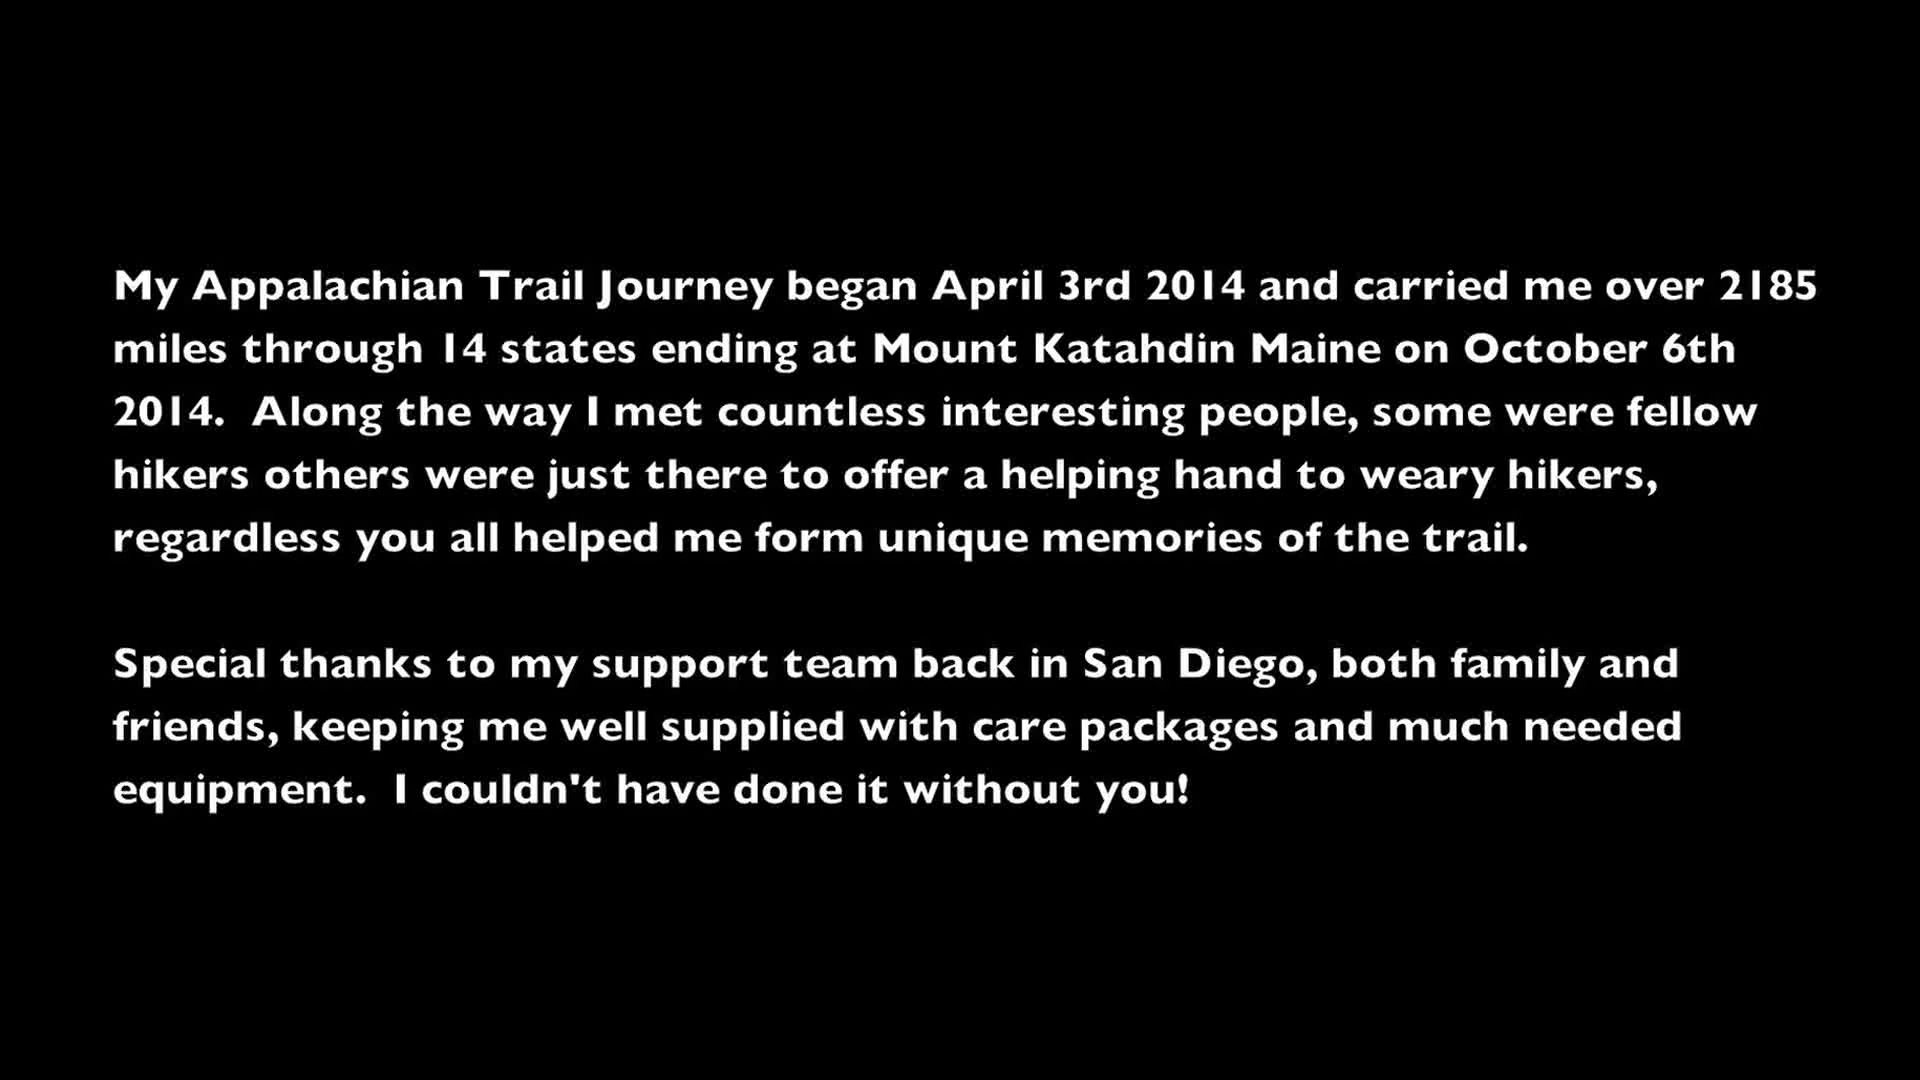 My Appalachian Trail Journey began April 3rd 2014 and carried me over 2185
miles through 14 states ending at Mount Katahdin Maine on October 6th
2014.  Along the way I met countless interesting people, some were fellow
hikers others were just there to offer a helping hand to weary hikers,
regardless you all helped me form unique memories of the trail.
Special thanks to my support team back in San Diego, both family and
friends, keeping me well supplied with care packages and much needed
equipment.  I couldn't have done it without you!